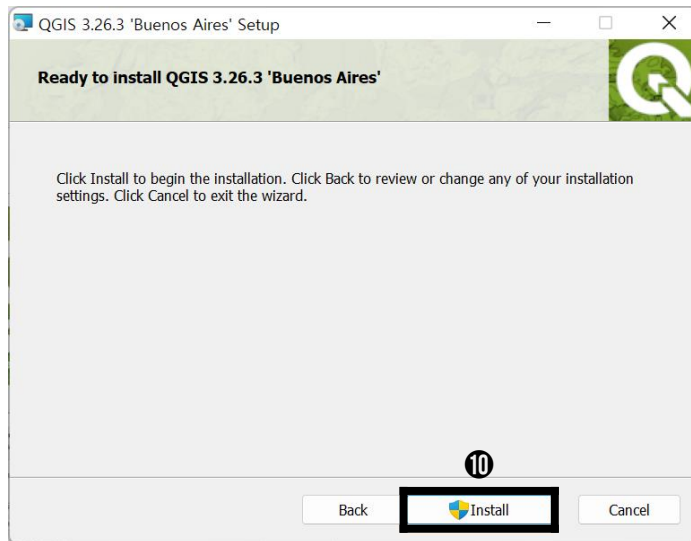 QGIS 3.26.3 'Buenos Aires' Setup
Ready to install QGIS 3.26.3 'Buenos Aires'
Click Install to begin the installation. Click Back to review or change any of your installation
settings. Click Cancel to exit the wizard.
❿
Back Install Cancel